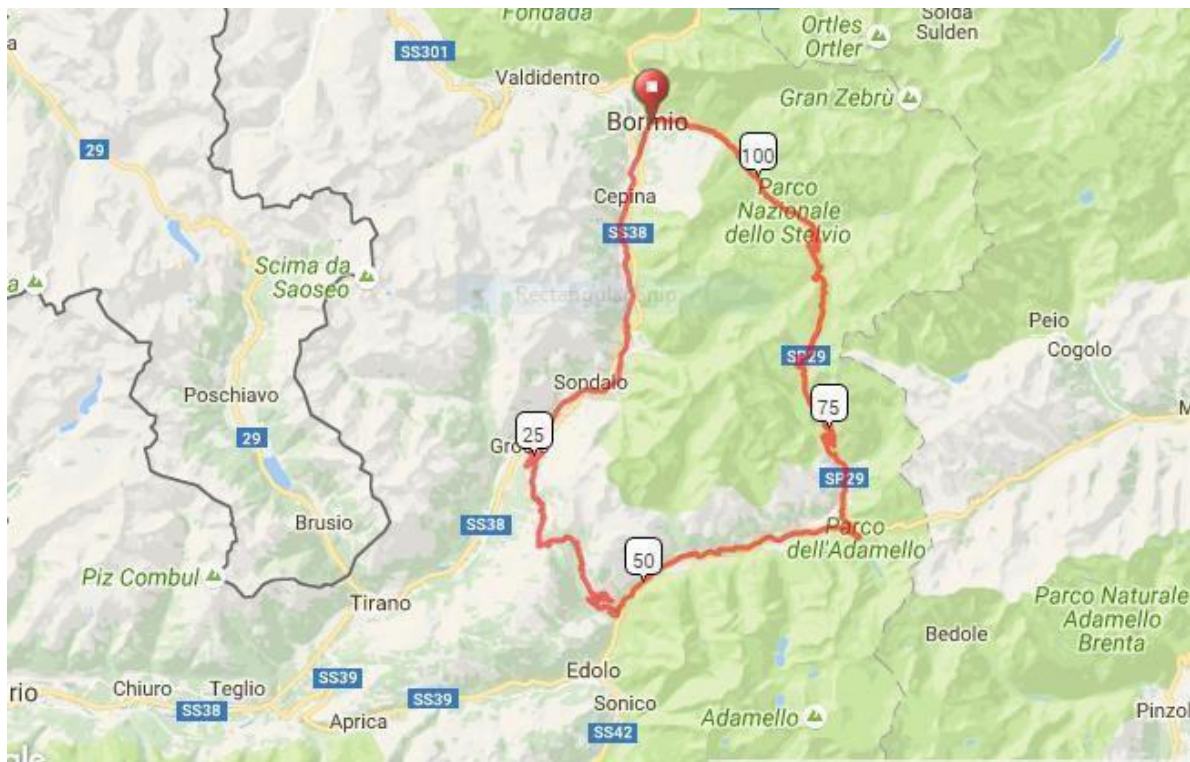 Fondada
Solda
Sulden
Ortles
Ortler
SS301
Valdidentro
Gran Zebrù
Bormio
29
100
Cepina
Parco
Nazionale
dello Stelvio
SS38
Scima da
Saoseo
a
Rectangular Snip
Peio
Cogolo
SP29
Sondalo
Poschiavo
75
25
29
SP29
SS38
Brusio
Parco
dell'Adamello
50
Piz Combul
Tirano
Parco Naturale
Adamello
Brenta
Bedole
Edolo
SS39
Chiuro
Teglio
SS39
SS38
Aprica
Sonico
Adamello
Pinzol
SS42